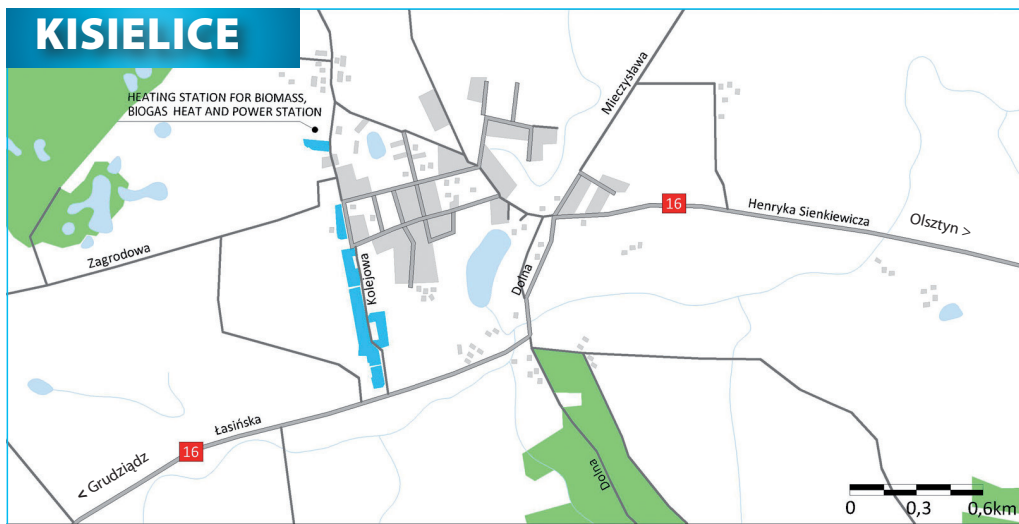 KISIELICE
HEATING STATION FOR BIOMASS,
BIOGAS HEAT AND POWER STATION
Mieczysława
16
Henryka Sienkiewicza
Olsztyn >
Zagrodowa
Kolejowa
Dolna
Łasińska
16
< Grudziądz
Dolna
0 0,3 0,6km